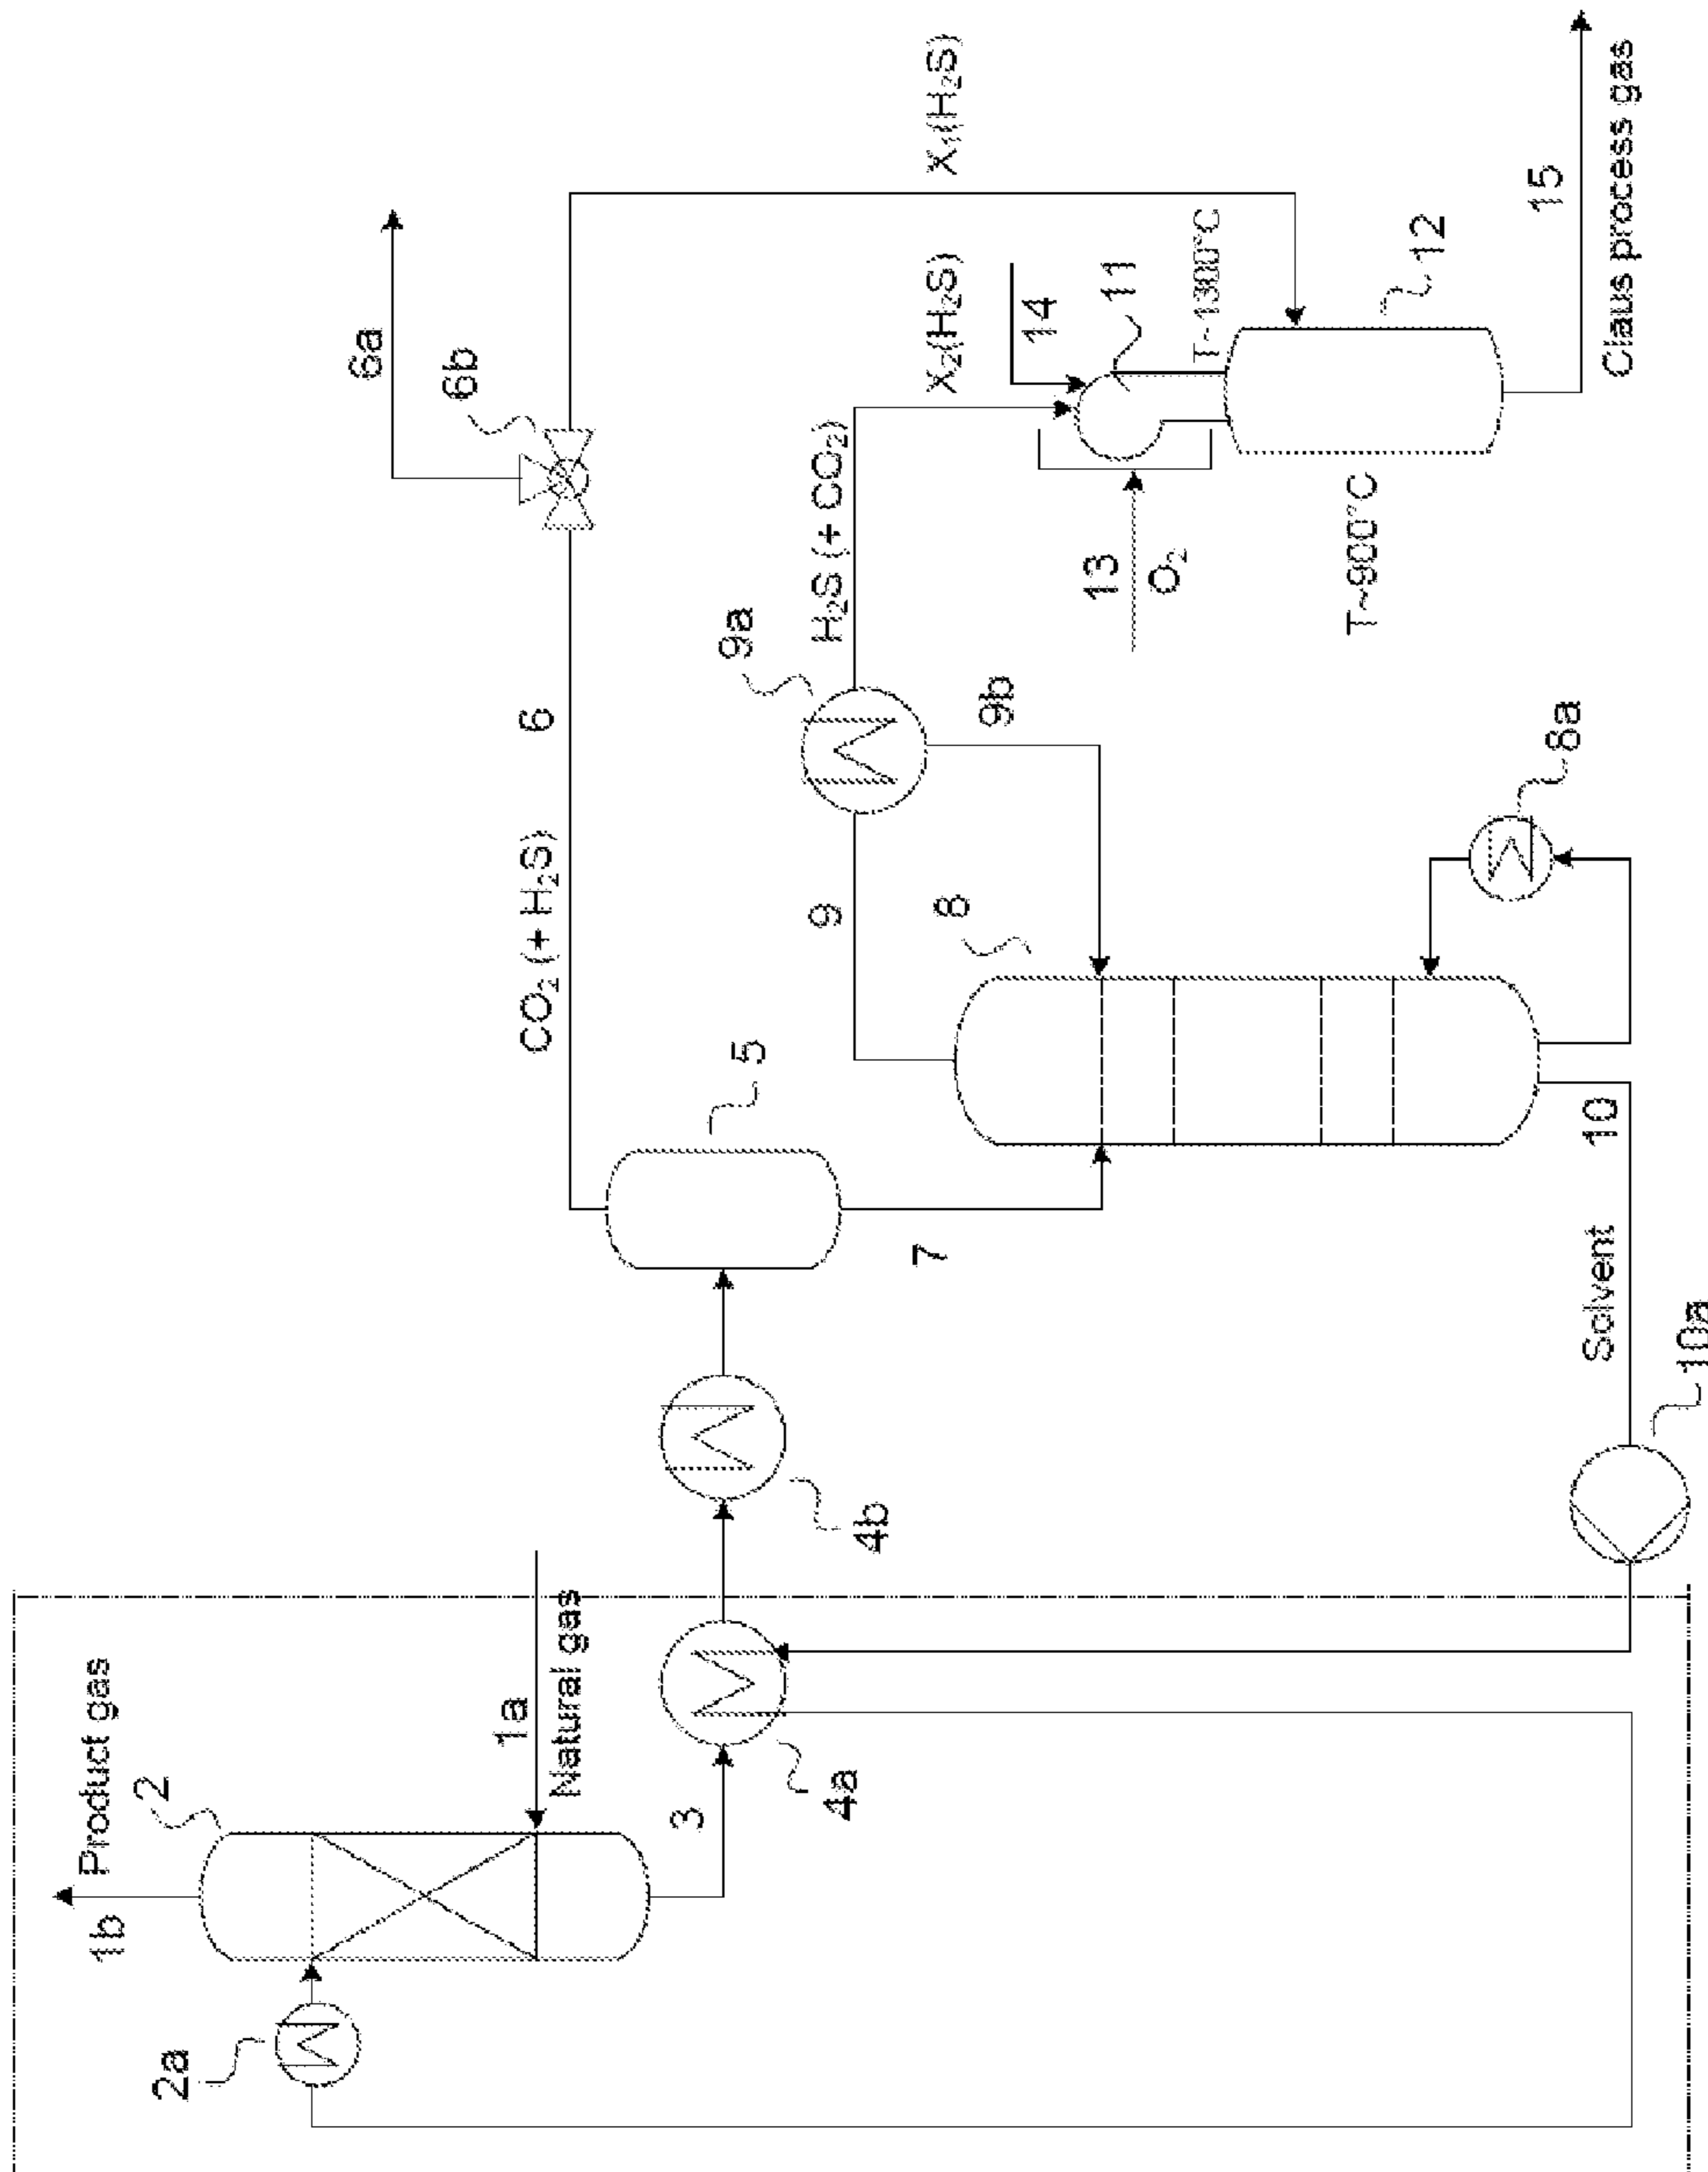 1b
Product gas
2
2a
1a
Natural gas
3
4a
4b
5
CO₂ (+ H₂S)
6
6a
6b
7
8
8a
9
9a
9b
H₂S (+ CO₂)
X₂(H₂S)
X₁(H₂S)
14
11
T~1300°C
13
O₂
T~900°C
12
15
Claus process gas
10
Solvent
10a